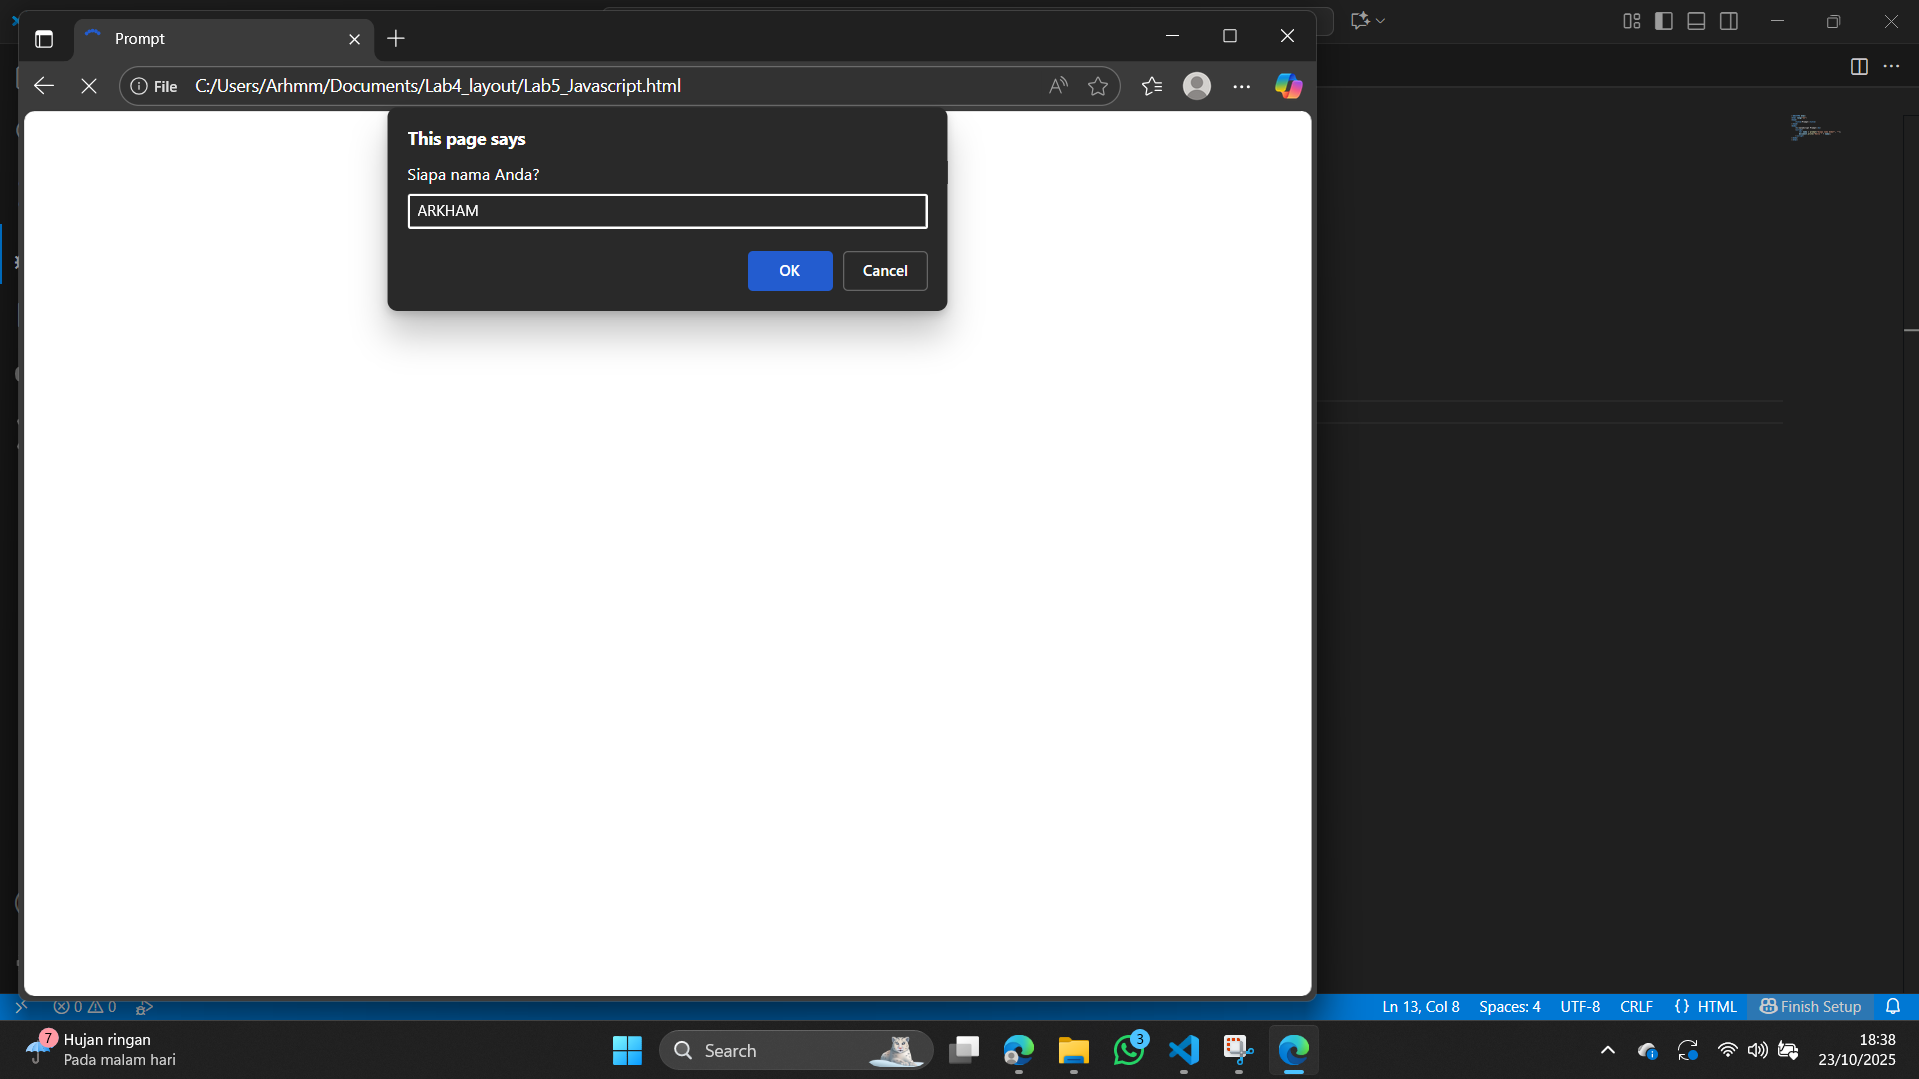 Prompt
File C:/Users/Arhmm/Documents/Lab4_layout/Lab5_Javascript.html
This page says
Siapa nama Anda?
ARKHAM
OK Cancel
0 0
Ln 13, Col 8 Spaces: 4 UTF-8 CRLF {} HTML Finish Setup
7
Hujan ringan
Pada malam hari
Search
3
18:38
23/10/2025